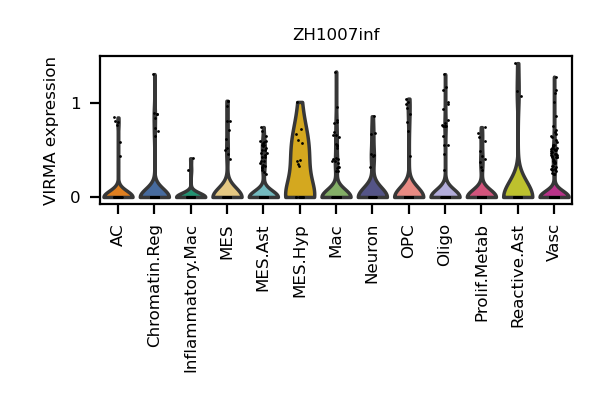 ZH1007inf
VIRMA expression
1
0
AC
Chromatin.Reg
Inflammatory.Mac
MES
MES.Ast
MES.Hyp
Mac
Neuron
OPC
Oligo
Prolif.Metab
Reactive.Ast
Vasc